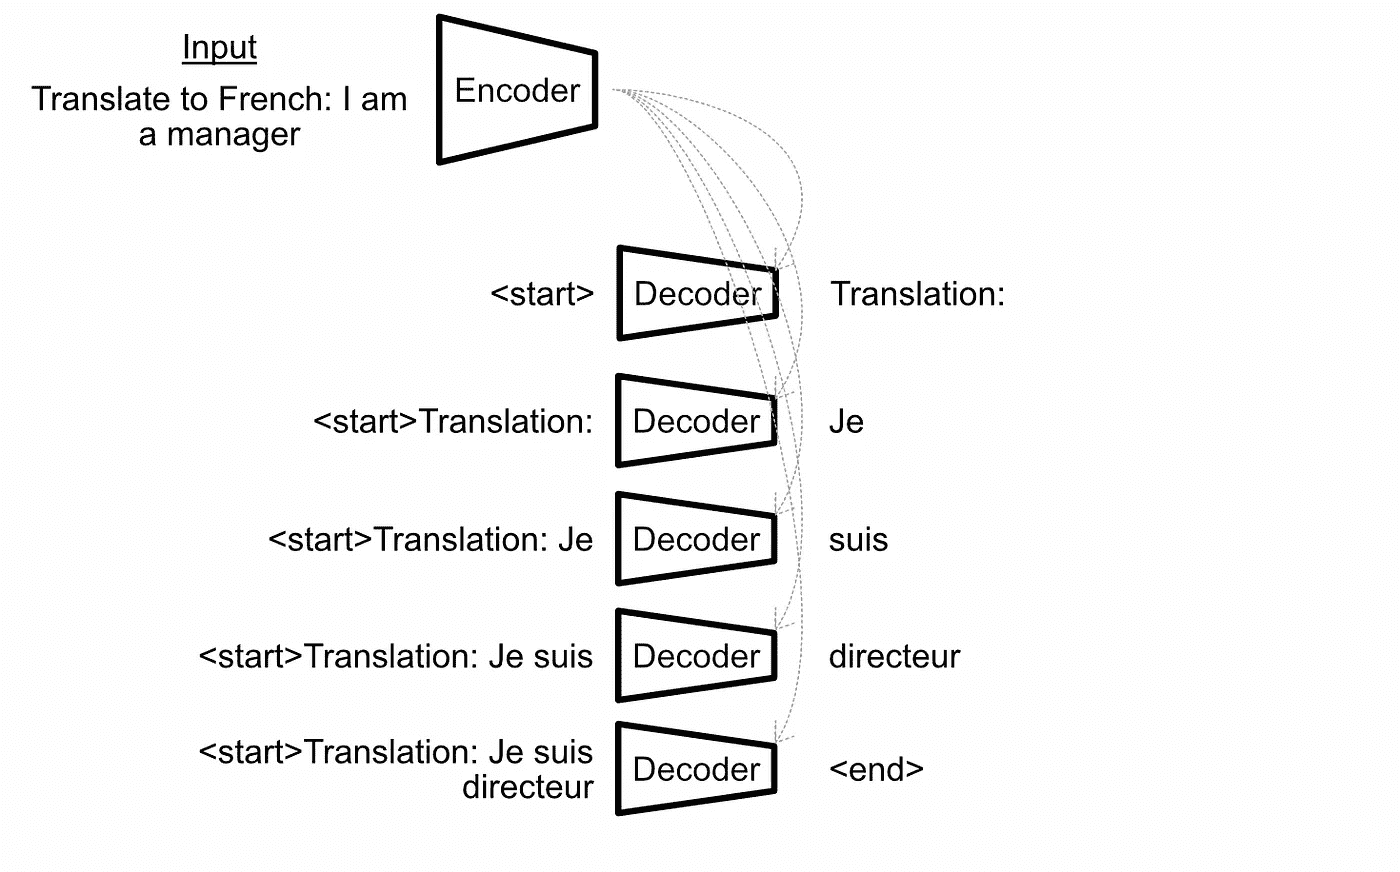 Input
Translate to French: I am
a manager
Encoder
<start>
Decoder
Translation:
<start>Translation:
Decoder
Je
<start>Translation: Je
Decoder
suis
<start>Translation: Je suis
Decoder
directeur
<start>Translation: Je suis
directeur
Decoder
<end>